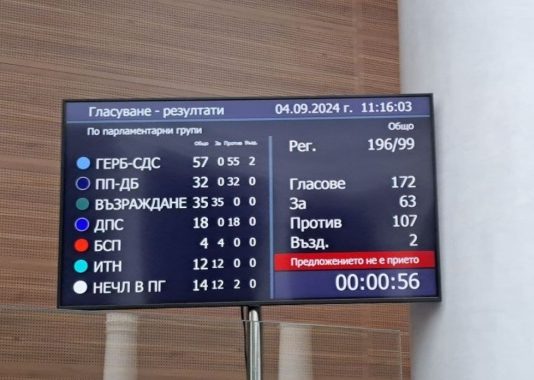 Гласуване - резултати 04.09.2024 г. 11:16:03
По парламентарни групи
Общо За Против Възд.
ГЕРБ-СДС 57 0 55 2
ПП-ДБ 32 0 32 0
ВЪЗРАЖДАНЕ 35 35 0 0
ДПС 18 0 18 0
БСП 4 4 0 0
ИТН 12 12 0 0
НЕЧЛ В ПГ 14 12 2 0
Общо
Рег. 196/99
Гласове 172
За 63
Против 107
Възд. 2
Предложението не е прието
00:00:56